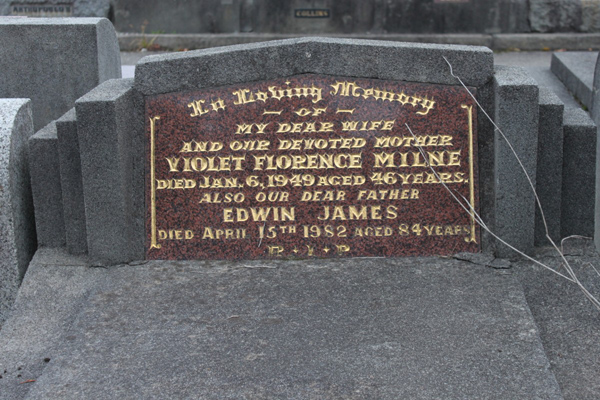 COLLINS
In Loving Memory
— OF —
MY DEAR WIFE
AND OUR DEVOTED MOTHER
VIOLET FLORENCE MILNE
DIED JAN. 6, 1949 AGED 46 YEARS.
ALSO OUR DEAR FATHER
EDWIN JAMES
DIED APRIL 15TH 1982 AGED 84 YEARS
R.I.P